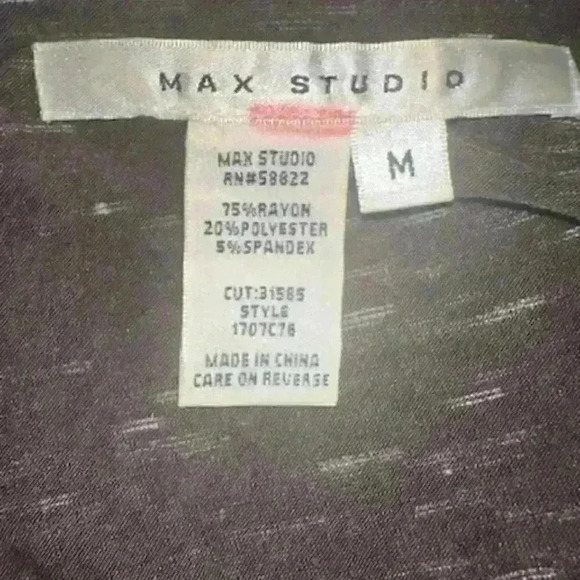 MAX STUDIO
MAX STUDIO
RN#58822
M
75%RAYON
20%POLYESTER
5%SPANDEX
CUT:31585
STYLE
1707C78
MADE IN CHINA
CARE ON REVERSE